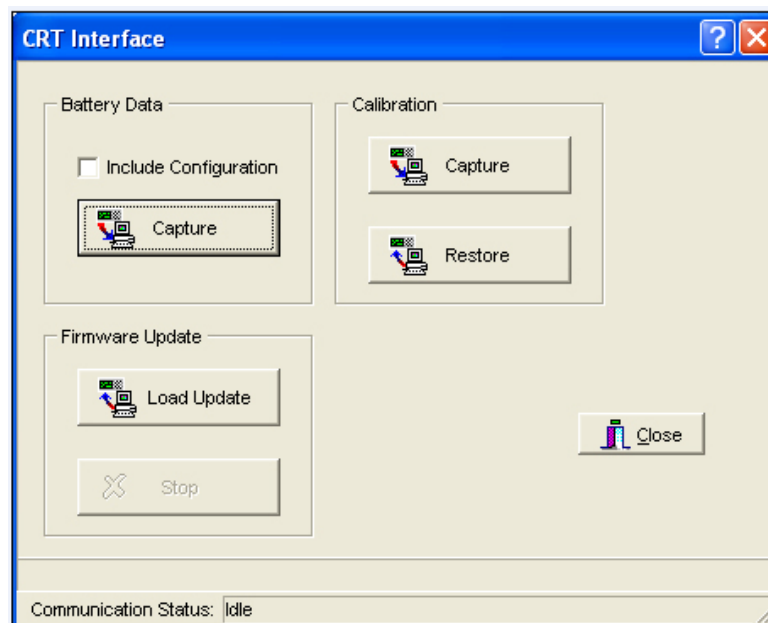 CRT Interface
Battery Data
Include Configuration
Capture
Calibration
Capture
Restore
Firmware Update
Load Update
Stop
Close
Communication Status: Idle